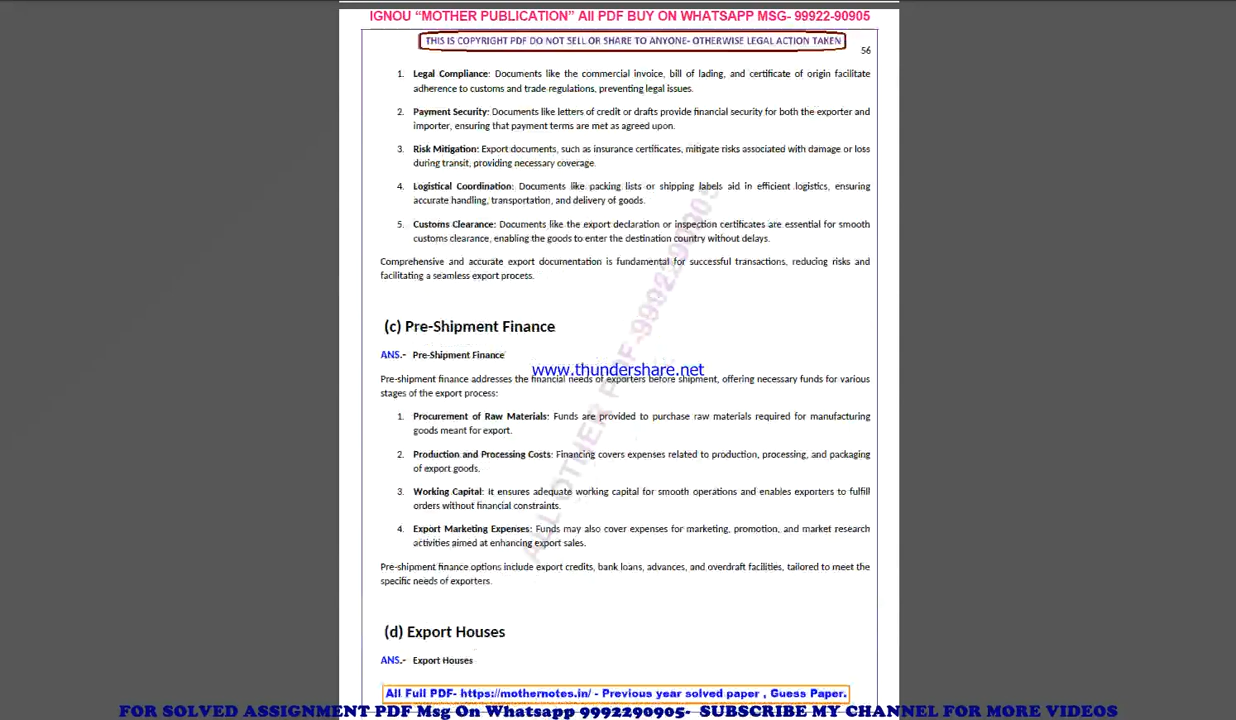 IGNOU “MOTHER PUBLICATION” All PDF BUY ON WHATSAPP MSG- 99922-90905
THIS IS COPYRIGHT PDF DO NOT SELL OR SHARE TO ANYONE- OTHERWISE LEGAL ACTION TAKEN
56
1. Legal Compliance: Documents like the commercial invoice, bill of lading, and certificate of origin facilitate
adherence to customs and trade regulations, preventing legal issues.
2. Payment Security: Documents like letters of credit or drafts provide financial security for both the exporter and
importer, ensuring that payment terms are met as agreed upon.
3. Risk Mitigation: Export documents, such as insurance certificates, mitigate risks associated with damage or loss
during transit, providing necessary coverage.
4. Logistical Coordination: Documents like packing lists or shipping labels aid in efficient logistics, ensuring
accurate handling, transportation, and delivery of goods.
5. Customs Clearance: Documents like the export declaration or inspection certificates are essential for smooth
customs clearance, enabling the goods to enter the destination country without delays.
Comprehensive and accurate export documentation is fundamental for successful transactions, reducing risks and
facilitating a seamless export process.
(c) Pre-Shipment Finance
ANS.- Pre-Shipment Finance
www.thundershare.net
Pre-shipment finance addresses the financial needs of exporters before shipment, offering necessary funds for various
stages of the export process:
1. Procurement of Raw Materials: Funds are provided to purchase raw materials required for manufacturing
goods meant for export.
2. Production and Processing Costs: Financing covers expenses related to production, processing, and packaging
of export goods.
3. Working Capital: It ensures adequate working capital for smooth operations and enables exporters to fulfill
orders without financial constraints.
4. Export Marketing Expenses: Funds may also cover expenses for marketing, promotion, and market research
activities aimed at enhancing export sales.
Pre-shipment finance options include export credits, bank loans, advances, and overdraft facilities, tailored to meet the
specific needs of exporters.
(d) Export Houses
ANS.- Export Houses
ALL OTHER PDF-9992290905
All Full PDF- https://mothernotes.in/ - Previous year solved paper , Guess Paper.
FOR SOLVED ASSIGNMENT PDF Msg On Whatsapp 9992290905- SUBSCRIBE MY CHANNEL FOR MORE VIDEOS